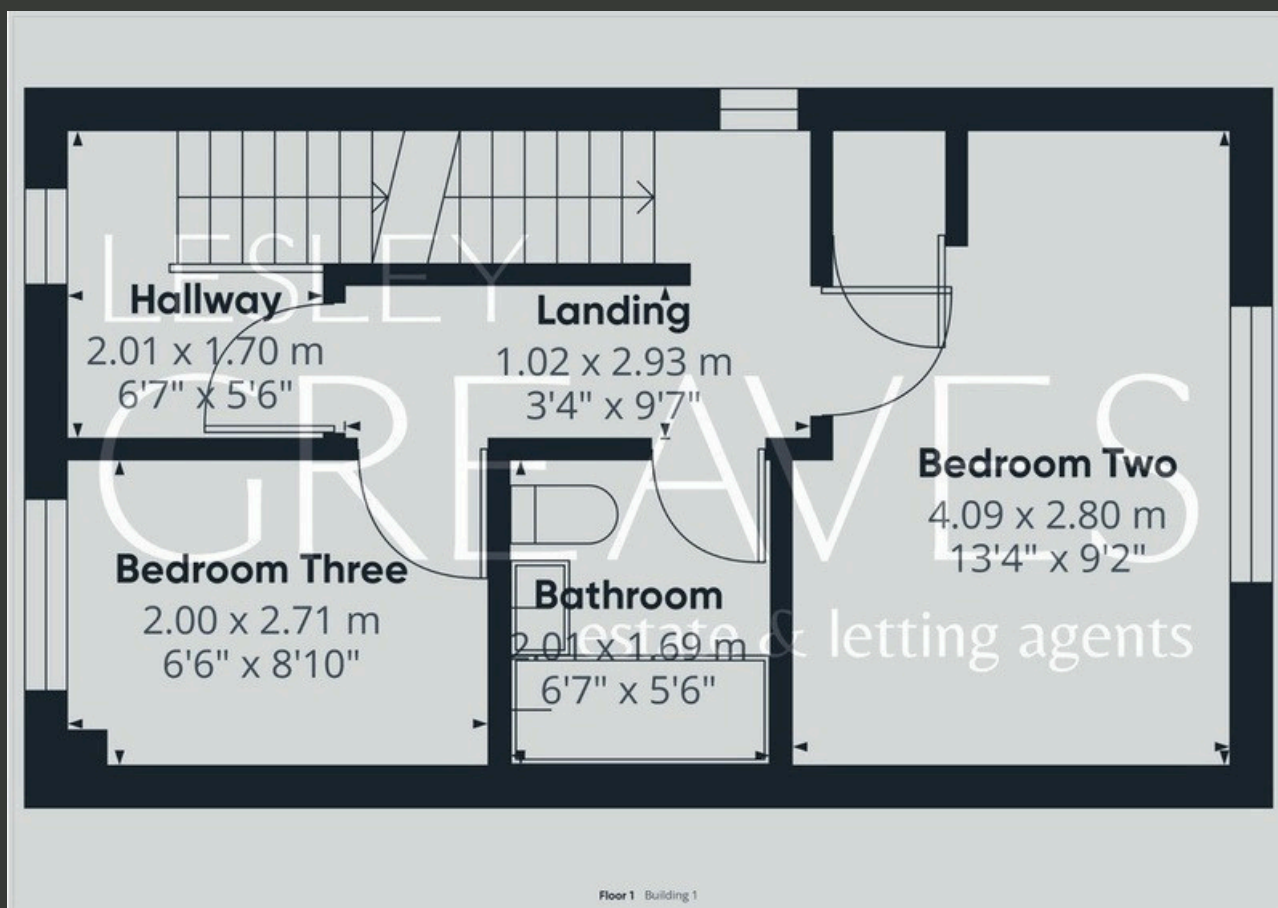 LESLEY
GREAVES
estate & letting agents
Hallway
2.01 x 1.70 m
6'7" x 5'6"
Landing
1.02 x 2.93 m
3'4" x 9'7"
Bedroom Two
4.09 x 2.80 m
13'4" x 9'2"
Bedroom Three
2.00 x 2.71 m
6'6" x 8'10"
Bathroom
2.01 x 1.69 m
6'7" x 5'6"
Floor 1 Building 1